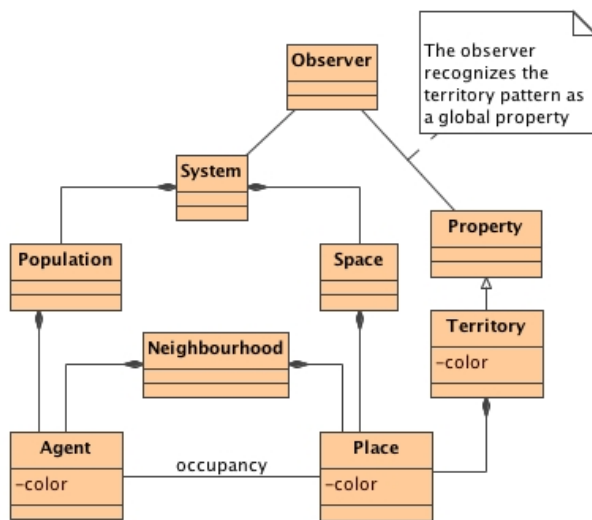 Observer
The observer
recognizes the
territory pattern as
a global property
System
Property
Population
Space
Territory
-color
Neighbourhood
Agent
-color
occupancy
Place
-color